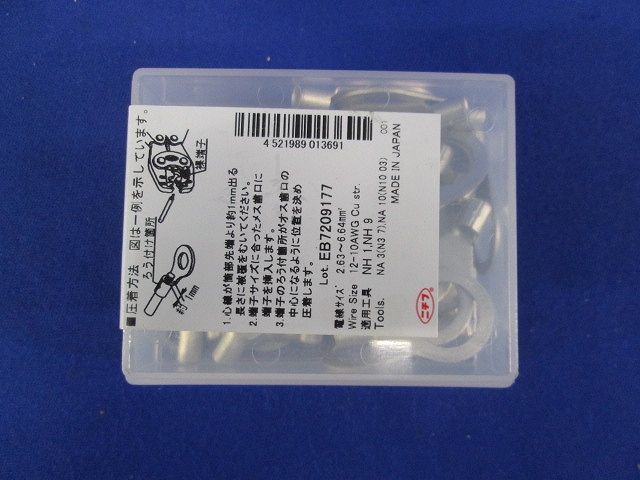 ■圧着方法 図は一例を示しています。
ろう付け箇所
裸端子
約1mm
4 521989 013691
1.心線が筒部先端より約1mm出る
長さに被覆をむいてください。
2.端子サイズに合ったメス歯口に
端子を挿入します。
3.端子のろう付箇所がオス歯口の
中心になるように位置を決め
圧着します。
Lot. EB7209177
電線サイズ 2.63～6.64mm²
Wire Size 12-10AWG Cu str.
適用工具 NH 1,NH 9
Tools. NA 3(N3 7),NA 10(N10 03)
MADE IN JAPAN
001
ニチフ